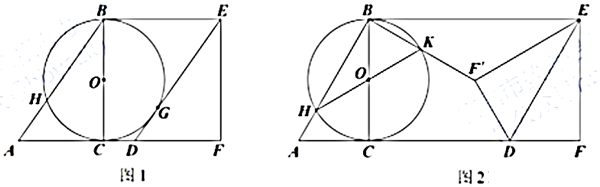 B E
O
H G
A C D F
图1
B E
K
O F'
H
A C D F
图2